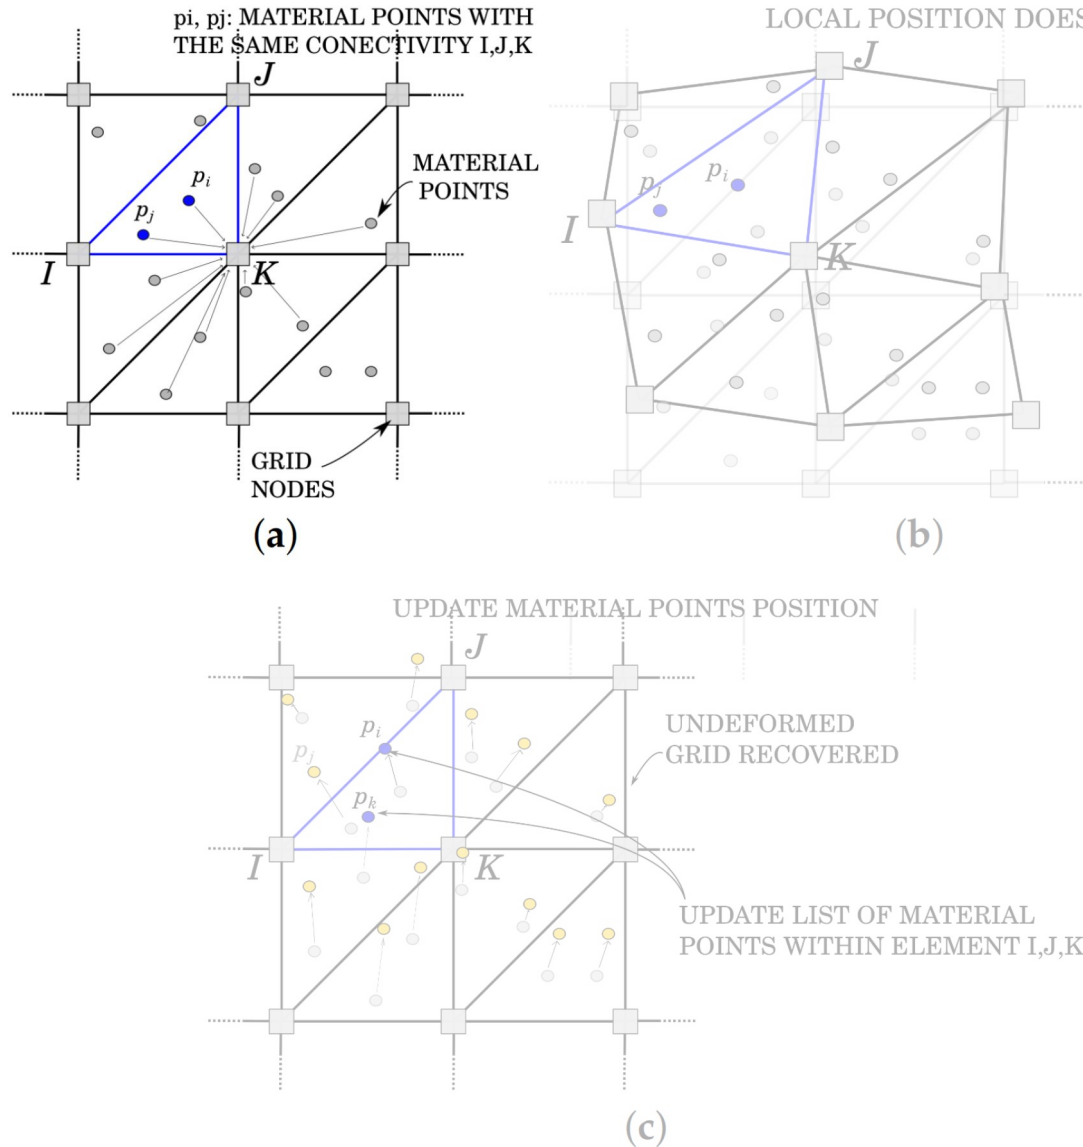 pi, pj: MATERIAL POINTS WITH
THE SAME CONECTIVITY I,J,K
J
MATERIAL
POINTS
p_i
p_j
I
K
GRID
NODES
(a)
LOCAL POSITION DOES
J
p_i
p_j
I
K
(b)
UPDATE MATERIAL POINTS POSITION
J
UNDEFORMED
GRID RECOVERED
p_i
p_j
p_k
I
K
UPDATE LIST OF MATERIAL
POINTS WITHIN ELEMENT I,J,K
(c)